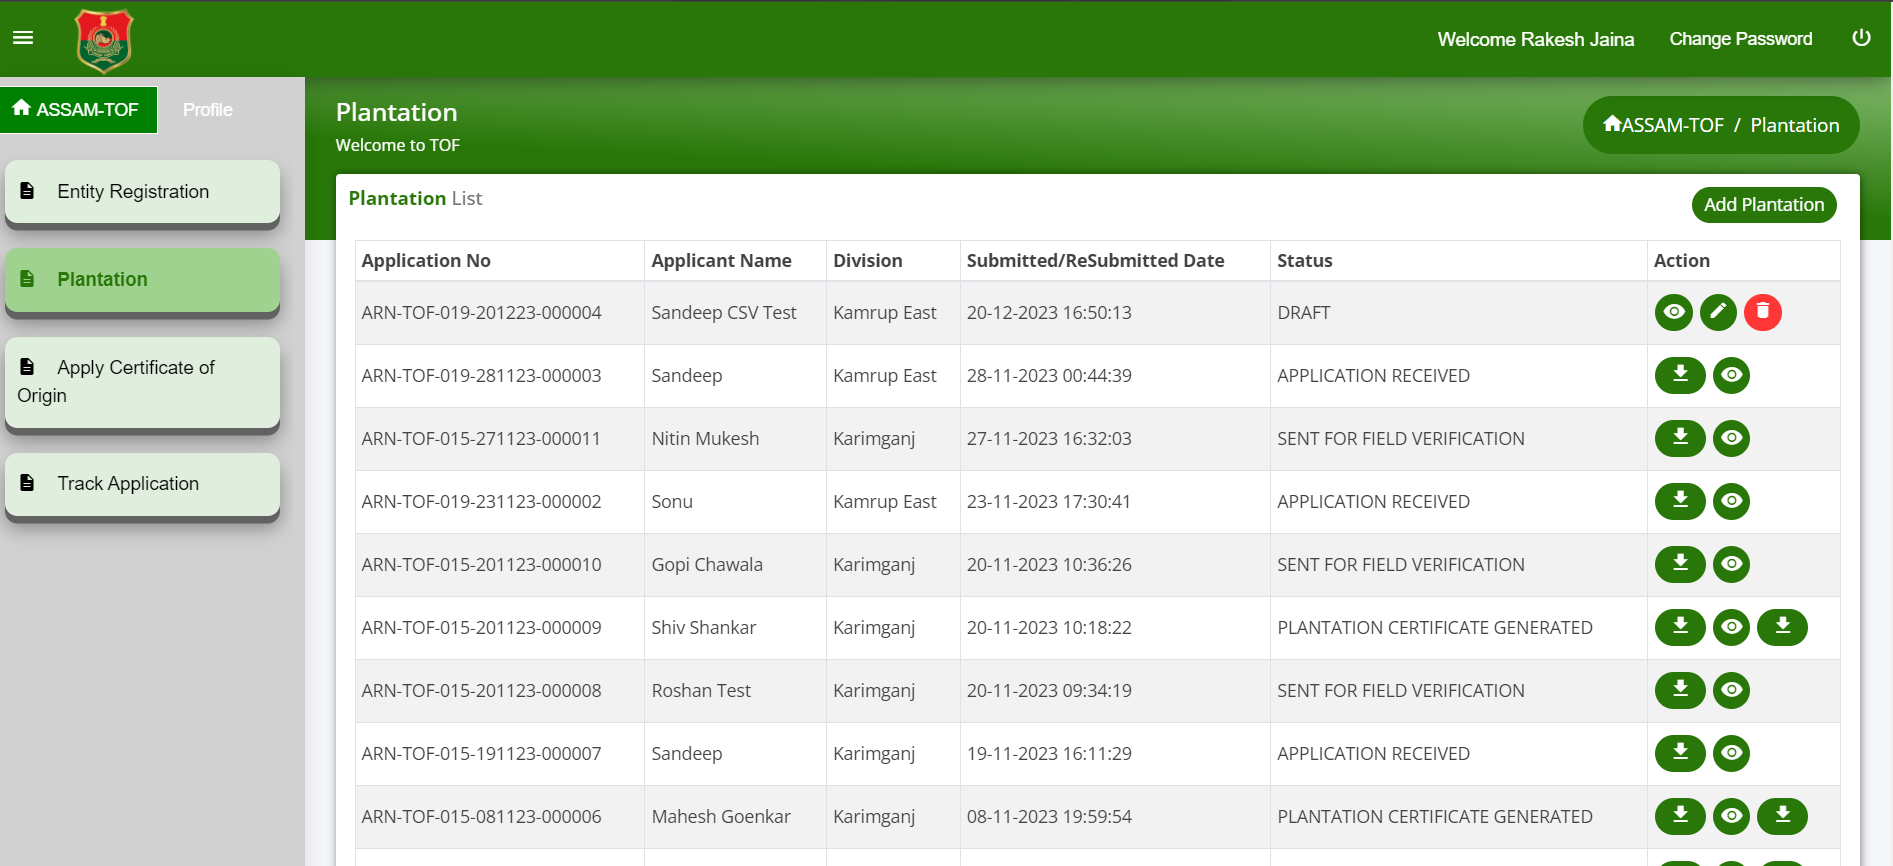 Welcome Rakesh Jaina Change Password
ASSAM-TOF Profile
Entity Registration
Plantation
Apply Certificate of
Origin
Track Application
Plantation
Welcome to TOF
ASSAM-TOF / Plantation
Plantation List
Add Plantation
Application No Applicant Name Division Submitted/ReSubmitted Date Status Action
ARN-TOF-019-201223-000004 Sandeep CSV Test Kamrup East 20-12-2023 16:50:13 DRAFT
ARN-TOF-019-281123-000003 Sandeep Kamrup East 28-11-2023 00:44:39 APPLICATION RECEIVED
ARN-TOF-015-271123-000011 Nitin Mukesh Karimganj 27-11-2023 16:32:03 SENT FOR FIELD VERIFICATION
ARN-TOF-019-231123-000002 Sonu Kamrup East 23-11-2023 17:30:41 APPLICATION RECEIVED
ARN-TOF-015-201123-000010 Gopi Chawala Karimganj 20-11-2023 10:36:26 SENT FOR FIELD VERIFICATION
ARN-TOF-015-201123-000009 Shiv Shankar Karimganj 20-11-2023 10:18:22 PLANTATION CERTIFICATE GENERATED
ARN-TOF-015-201123-000008 Roshan Test Karimganj 20-11-2023 09:34:19 SENT FOR FIELD VERIFICATION
ARN-TOF-015-191123-000007 Sandeep Karimganj 19-11-2023 16:11:29 APPLICATION RECEIVED
ARN-TOF-015-081123-000006 Mahesh Goenkar Karimganj 08-11-2023 19:59:54 PLANTATION CERTIFICATE GENERATED